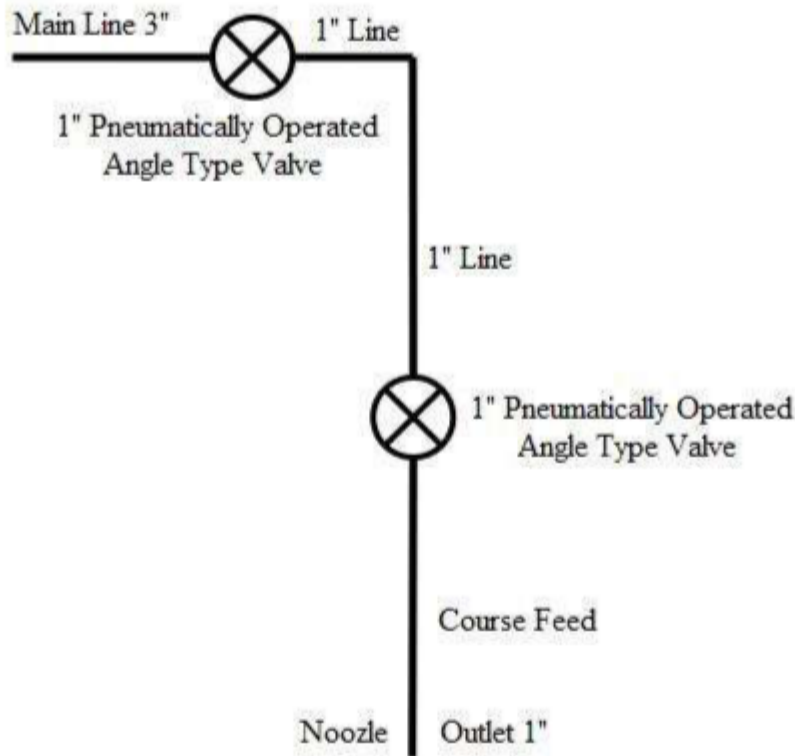 Main Line 3"
1" Line
1" Pneumatically Operated
Angle Type Valve
1" Line
1" Pneumatically Operated
Angle Type Valve
Course Feed
Noozle
Outlet 1"